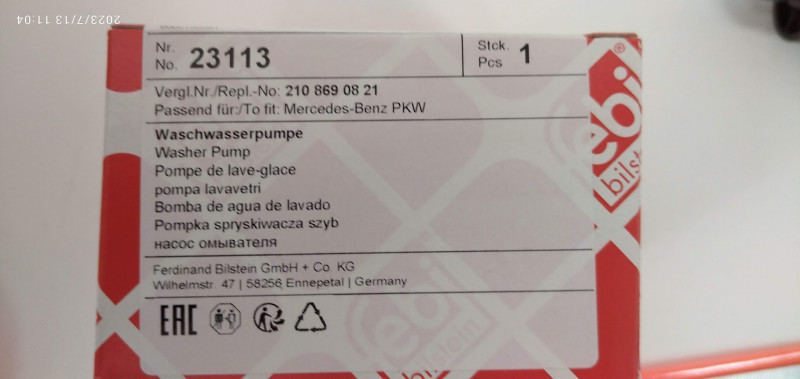 2023/7/13 11:04
Nr.
No. 23113
Stck.
Pcs 1
Vergl.Nr./Repl.-No: 210 869 08 21
Passend für:/To fit: Mercedes-Benz PKW
Waschwasserpumpe
Washer Pump
Pompe de lave-glace
pompa lavavetri
Bomba de agua de lavado
Pompka spryskiwacza szyb
насос омывателя
Ferdinand Bilstein GmbH + Co. KG
Wilhelmstr. 47 | 58256 Ennepetal | Germany
EAC
febi®
bilstein
febi
bilstein